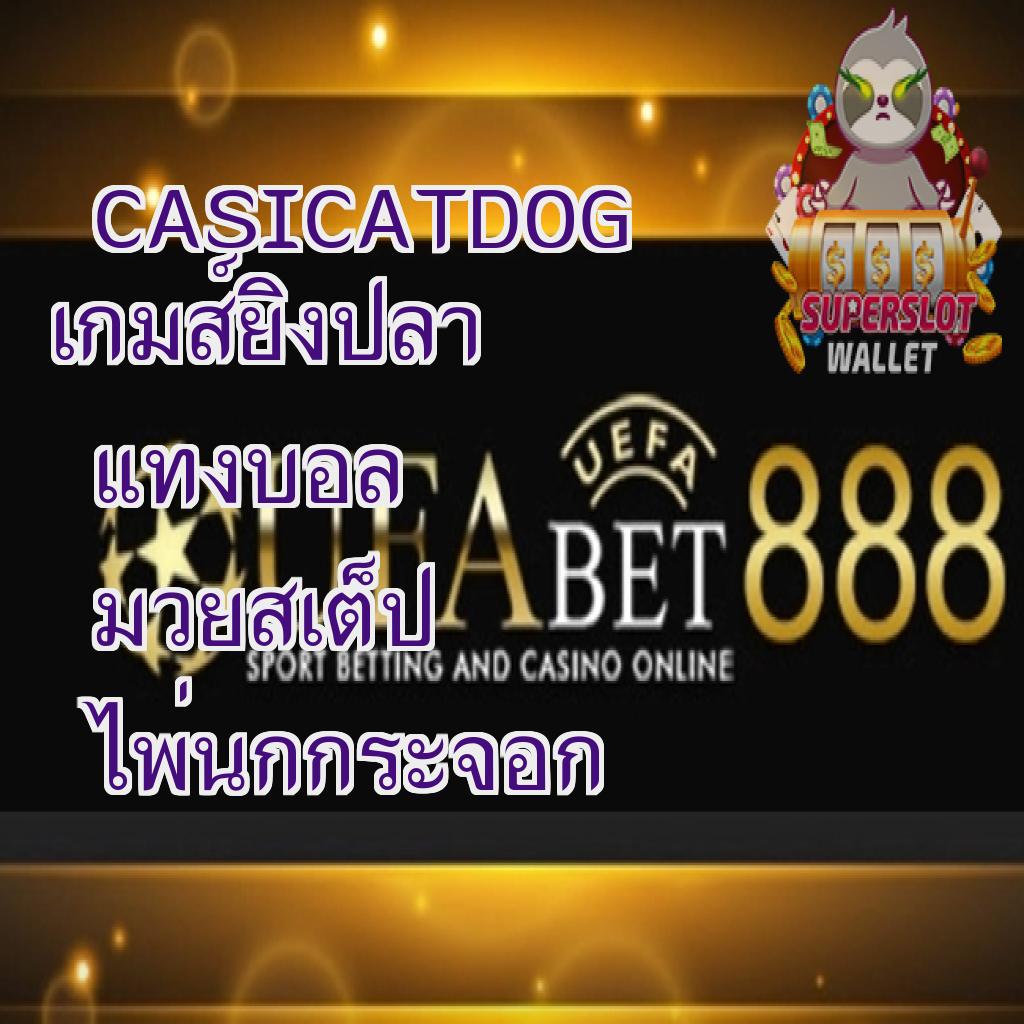 CASICATDOG
เกมส์ยิงปลา
SUPERSLOT
WALLET
แทงบอล
UEFA
UFABET888
มวยสเต็ป
SPORT BETTING AND CASINO ONLINE
ไพ่นกกระจอก